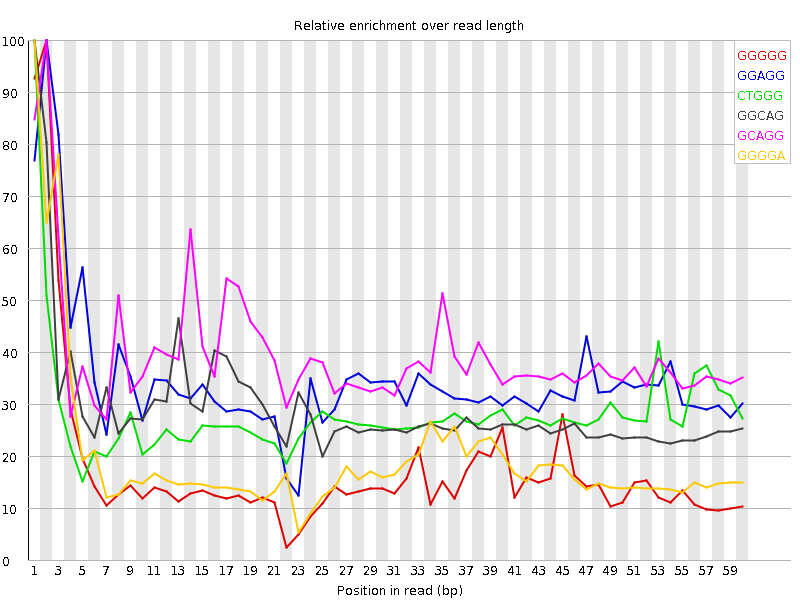 Relative enrichment over read length
100
90
80
70
60
50
40
30
20
10
0
GGGGG
GGAGG
CTGGG
GGCAG
GCAGG
GGGGA
1 3 5 7 9 11 13 15 17 19 21 23 25 27 29 31 33 35 37 39 41 43 45 47 49 51 53 55 57 59
Position in read (bp)